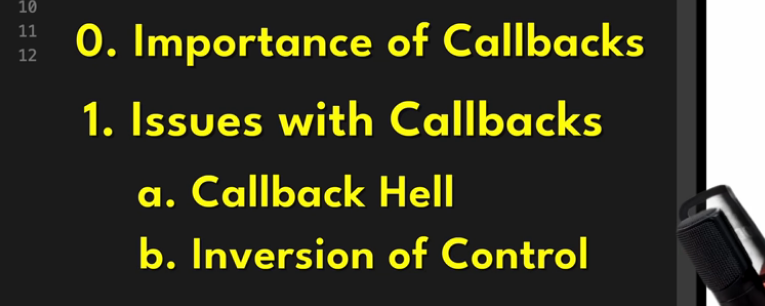 10
11
12
0. Importance of Callbacks
1. Issues with Callbacks
a. Callback Hell
b. Inversion of Control